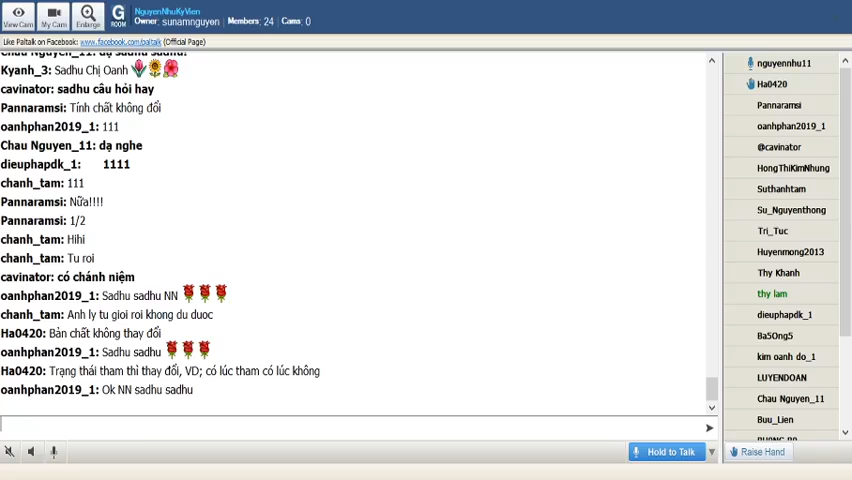 View Cam
My Cam
Enlarge
G
ROOM
NguyenNhuKyVien
Owner: sunamnguyen Members: 24 Cams: 0
Like Paltalk on Facebook: www.facebook.com/paltalk (Official Page)
Chau Nguyen_11: dạ sadhu sadhu!
Kyanh_3: Sadhu Chị Oanh
cavinator: sadhu câu hỏi hay
Pannaramsi: Tính chất không đổi
oanhphan2019_1: 111
Chau Nguyen_11: dạ nghe
dieuphapdk_1: 1111
chanh_tam: 111
Pannaramsi: Nữa!!!!
Pannaramsi: 1/2
chanh_tam: Hihi
chanh_tam: Tu roi
cavinator: có chánh niệm
oanhphan2019_1: Sadhu sadhu NN
chanh_tam: Anh ly tu gioi roi khong du duoc
Ha0420: Bản chất không thay đổi
oanhphan2019_1: Sadhu sadhu
Ha0420: Trạng thái tham thì thay đổi, VD; có lúc tham có lúc không
oanhphan2019_1: Ok NN sadhu sadhu
Hold to Talk
nguyennhu11
Ha0420
Pannaramsi
oanhphan2019_1
@cavinator
HongThiKimNhung
Suthanhtam
Su_Nguyenthong
Tri_Tuc
Huyenmong2013
Thy Khanh
thy lam
dieuphapdk_1
Ba5Ong5
kim oanh do_1
LUYENDOAN
Chau Nguyen_11
Buu_Lien
Raise Hand